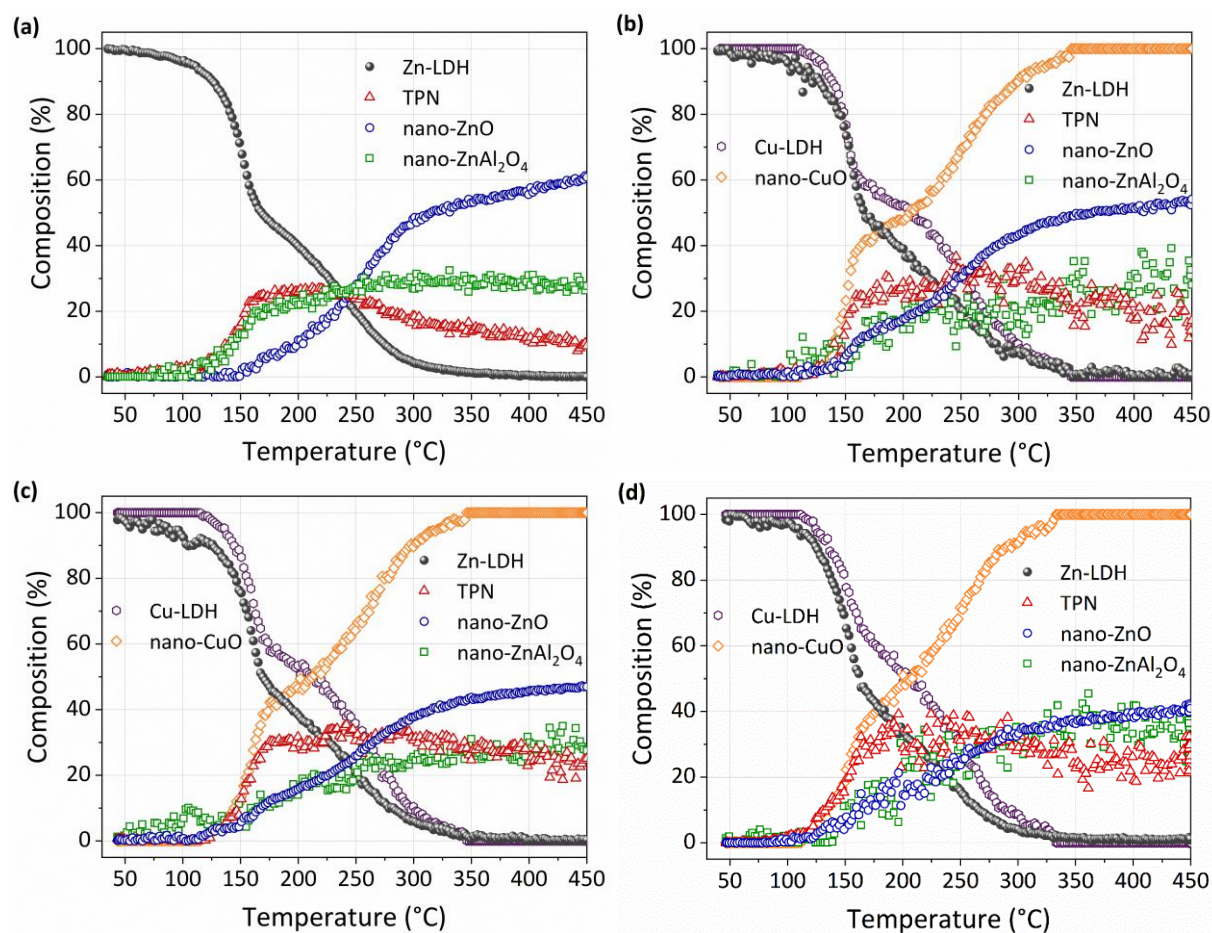 (a)
100
80
60
40
20
0
Composition (%)
Zn-LDH
TPN
nano-ZnO
nano-ZnAl₂O₄
50 100 150 200 250 300 350 400 450
Temperature (°C)
(b)
100
80
60
40
20
0
Composition (%)
Cu-LDH
nano-CuO
Zn-LDH
TPN
nano-ZnO
nano-ZnAl₂O₄
50 100 150 200 250 300 350 400 450
Temperature (°C)
(c)
100
80
60
40
20
0
Composition (%)
Cu-LDH
nano-CuO
Zn-LDH
TPN
nano-ZnO
nano-ZnAl₂O₄
50 100 150 200 250 300 350 400 450
Temperature (°C)
(d)
100
80
60
40
20
0
Composition (%)
Cu-LDH
nano-CuO
Zn-LDH
TPN
nano-ZnO
nano-ZnAl₂O₄
50 100 150 200 250 300 350 400 450
Temperature (°C)